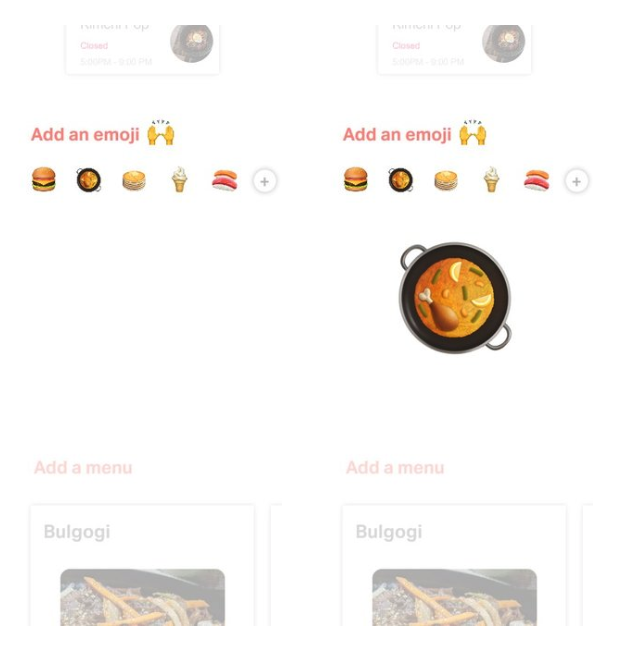 Kimchi Pop
Closed
5:00PM - 9:00 PM
Add an emoji
+
Add a menu
Bulgogi
Kimchi Pop
Closed
5:00PM - 9:00 PM
Add an emoji
+
Add a menu
Bulgogi